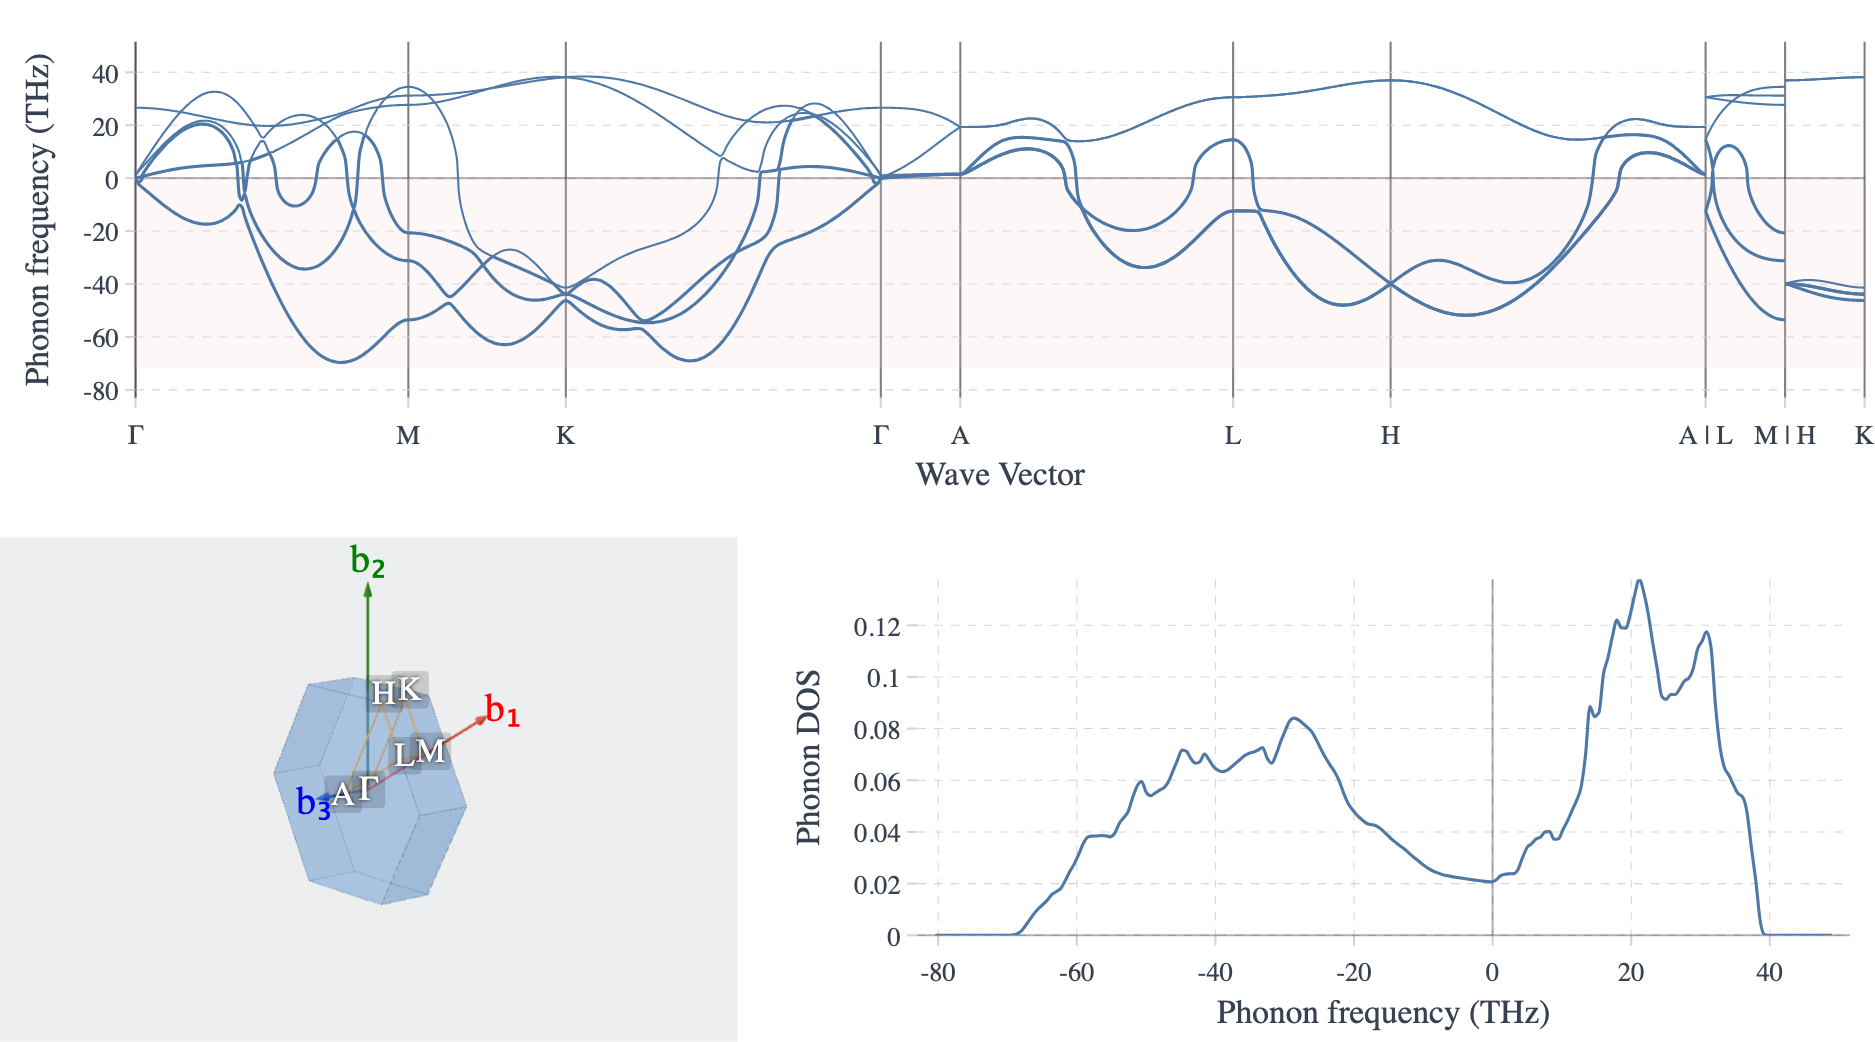 Phonon frequency (THz)
40
20
0
-20
-40
-60
-80
Γ M K Γ A L H A | L M | H K
Wave Vector
b₂
H K
b₁
L M
b₃ A Γ
Phonon DOS
0.12
0.1
0.08
0.06
0.04
0.02
0
-80 -60 -40 -20 0 20 40
Phonon frequency (THz)